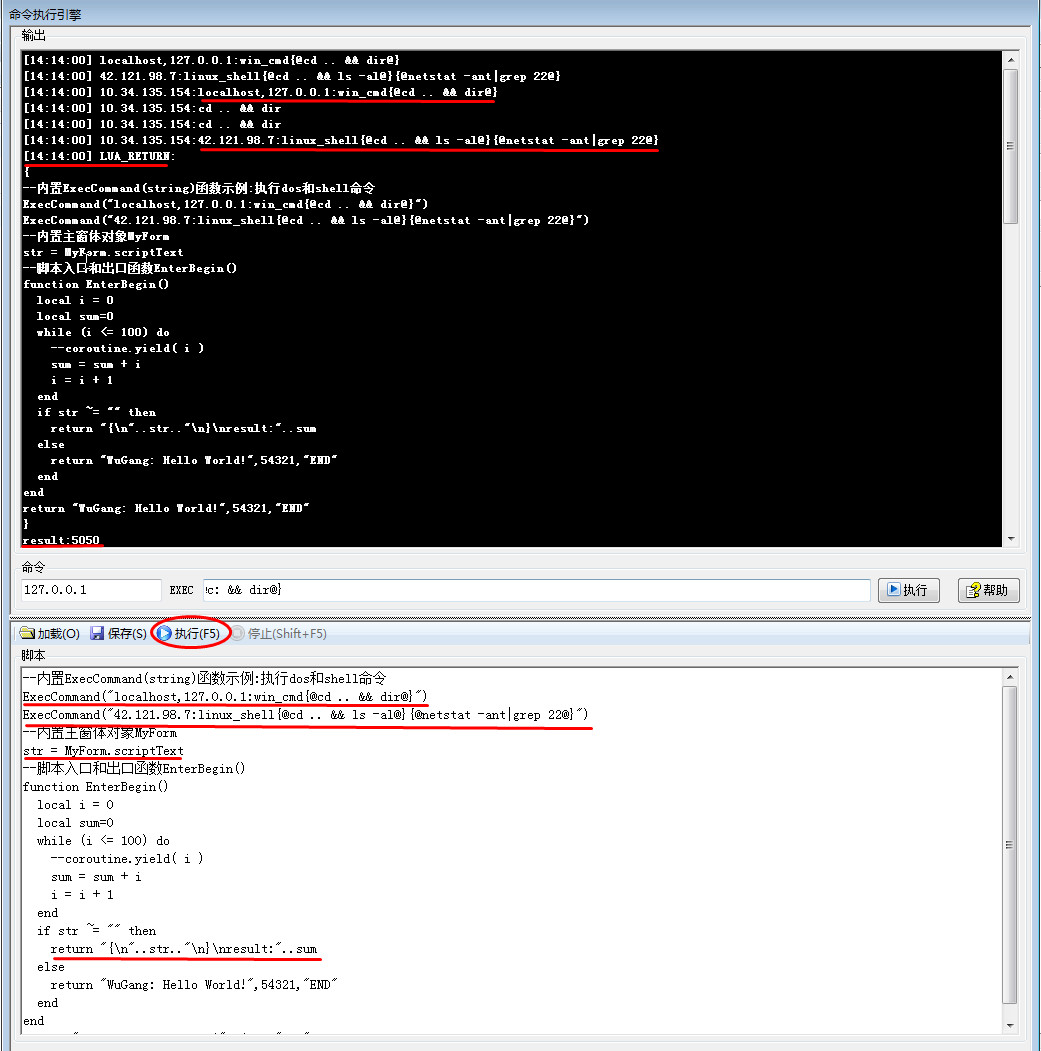 命令执行引擎
输出
[14:14:00] localhost,127.0.0.1:win_cmd{@cd .. && dir@}
[14:14:00] 42.121.98.7:linux_shell{@cd .. && ls -al@}{@netstat -ant|grep 22@}
[14:14:00] 10.34.135.154:localhost,127.0.0.1:win_cmd{@cd .. && dir@}
[14:14:00] 10.34.135.154:cd .. && dir
[14:14:00] 10.34.135.154:cd .. && dir
[14:14:00] 10.34.135.154:42.121.98.7:linux_shell{@cd .. && ls -al@}{@netstat -ant|grep 22@}
[14:14:00] LUA_RETURN:
{
--内置ExecCommand(string)函数示例:执行dos和shell命令
ExecCommand("localhost,127.0.0.1:win_cmd{@cd .. && dir@}")
ExecCommand("42.121.98.7:linux_shell{@cd .. && ls -al@}{@netstat -ant|grep 22@}")
--内置主窗体对象MyForm
str = MyForm.scriptText
--脚本入口和出口函数EnterBegin()
function EnterBegin()
  local i = 0
  local sum=0
  while (i <= 100) do
    --coroutine.yield( i )
    sum = sum + i
    i = i + 1
  end
  if str ~= "" then
    return "{\n"..str.."\n}\nresult:"..sum
  else
    return "WuGang: Hello World!",54321,"END"
  end
end
return "WuGang: Hello World!",54321,"END"
}
result:5050
命令
127.0.0.1 EXEC !c: && dir@} 执行 帮助
加载(O) 保存(S) 执行(F5) 停止(Shift+F5)
脚本
--内置ExecCommand(string)函数示例:执行dos和shell命令
ExecCommand("localhost,127.0.0.1:win_cmd{@cd .. && dir@}")
ExecCommand("42.121.98.7:linux_shell{@cd .. && ls -al@}{@netstat -ant|grep 22@}")
--内置主窗体对象MyForm
str = MyForm.scriptText
--脚本入口和出口函数EnterBegin()
function EnterBegin()
  local i = 0
  local sum=0
  while (i <= 100) do
    --coroutine.yield( i )
    sum = sum + i
    i = i + 1
  end
  if str ~= "" then
    return "{\n"..str.."\n}\nresult:"..sum
  else
    return "WuGang: Hello World!",54321,"END"
  end
end